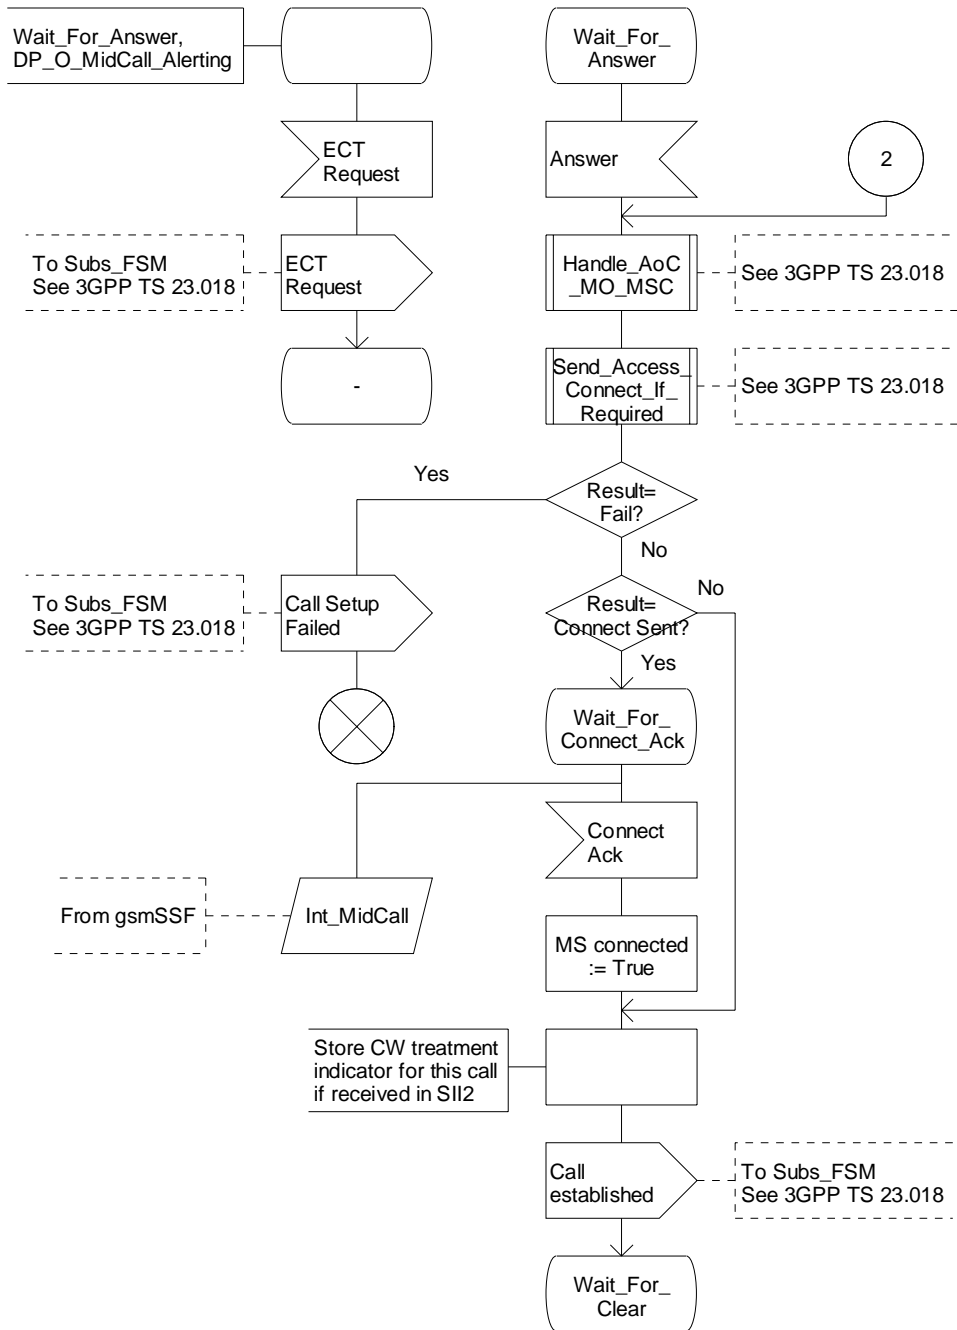 Wait_For_Answer,
DP_O_MidCall_Alerting
Wait_For_
Answer
ECT
Request
Answer
2
To Subs_FSM
See 3GPP TS 23.018
ECT
Request
Handle_AoC
_MO_MSC
See 3GPP TS 23.018
-
Send_Access_
Connect_If_
Required
See 3GPP TS 23.018
Yes
Result=
Fail?
No
To Subs_FSM
See 3GPP TS 23.018
Call Setup
Failed
Result=
Connect Sent?
No
Yes
Wait_For_
Connect_Ack
Connect
Ack
From gsmSSF
Int_MidCall
MS connected
:= True
Store CW treatment
indicator for this call
if received in SII2
Call
established
To Subs_FSM
See 3GPP TS 23.018
Wait_For_
Clear